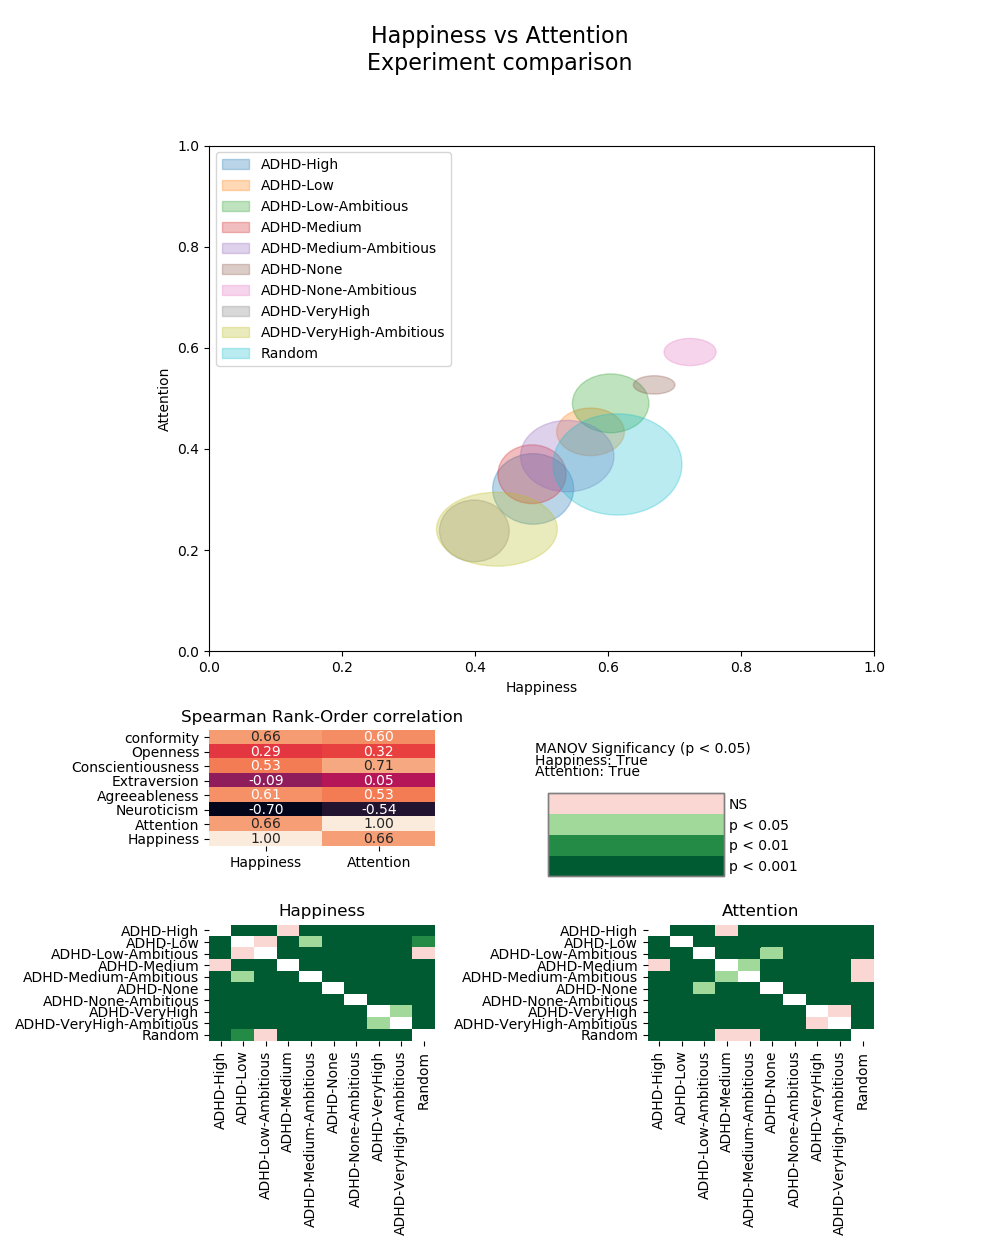 Happiness vs Attention
Experiment comparison
1.0
0.8
0.6
0.4
0.2
0.0
Attention
ADHD-High
ADHD-Low
ADHD-Low-Ambitious
ADHD-Medium
ADHD-Medium-Ambitious
ADHD-None
ADHD-None-Ambitious
ADHD-VeryHigh
ADHD-VeryHigh-Ambitious
Random
0.0 0.2 0.4 0.6 0.8 1.0
Happiness
Spearman Rank-Order correlation
conformity 0.66 0.60
Openness 0.29 0.32
Conscientiousness 0.53 0.71
Extraversion -0.09 0.05
Agreeableness 0.61 0.53
Neuroticism -0.70 -0.54
Attention 0.66 1.00
Happiness 1.00 0.66
Happiness Attention
MANOV Significancy (p < 0.05)
Happiness: True
Attention: True
NS
p < 0.05
p < 0.01
p < 0.001
Happiness
ADHD-High
ADHD-Low
ADHD-Low-Ambitious
ADHD-Medium
ADHD-Medium-Ambitious
ADHD-None
ADHD-None-Ambitious
ADHD-VeryHigh
ADHD-VeryHigh-Ambitious
Random
ADHD-High
ADHD-Low
ADHD-Low-Ambitious
ADHD-Medium
ADHD-Medium-Ambitious
ADHD-None
ADHD-None-Ambitious
ADHD-VeryHigh
ADHD-VeryHigh-Ambitious
Random
Attention
ADHD-High
ADHD-Low
ADHD-Low-Ambitious
ADHD-Medium
ADHD-Medium-Ambitious
ADHD-None
ADHD-None-Ambitious
ADHD-VeryHigh
ADHD-VeryHigh-Ambitious
Random
ADHD-High
ADHD-Low
ADHD-Low-Ambitious
ADHD-Medium
ADHD-Medium-Ambitious
ADHD-None
ADHD-None-Ambitious
ADHD-VeryHigh
ADHD-VeryHigh-Ambitious
Random